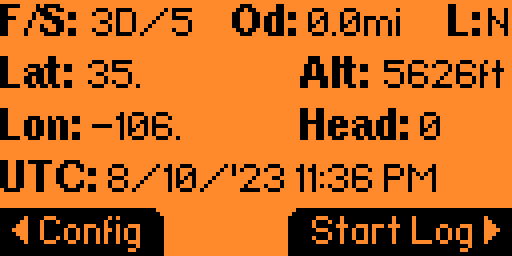 F/S: 3D/5 Od: 0.0mi L:N
Lat: 35. Alt: 5626ft
Lon: -106. Head: 0
UTC: 8/10/'23 11:36 PM
Config Start Log